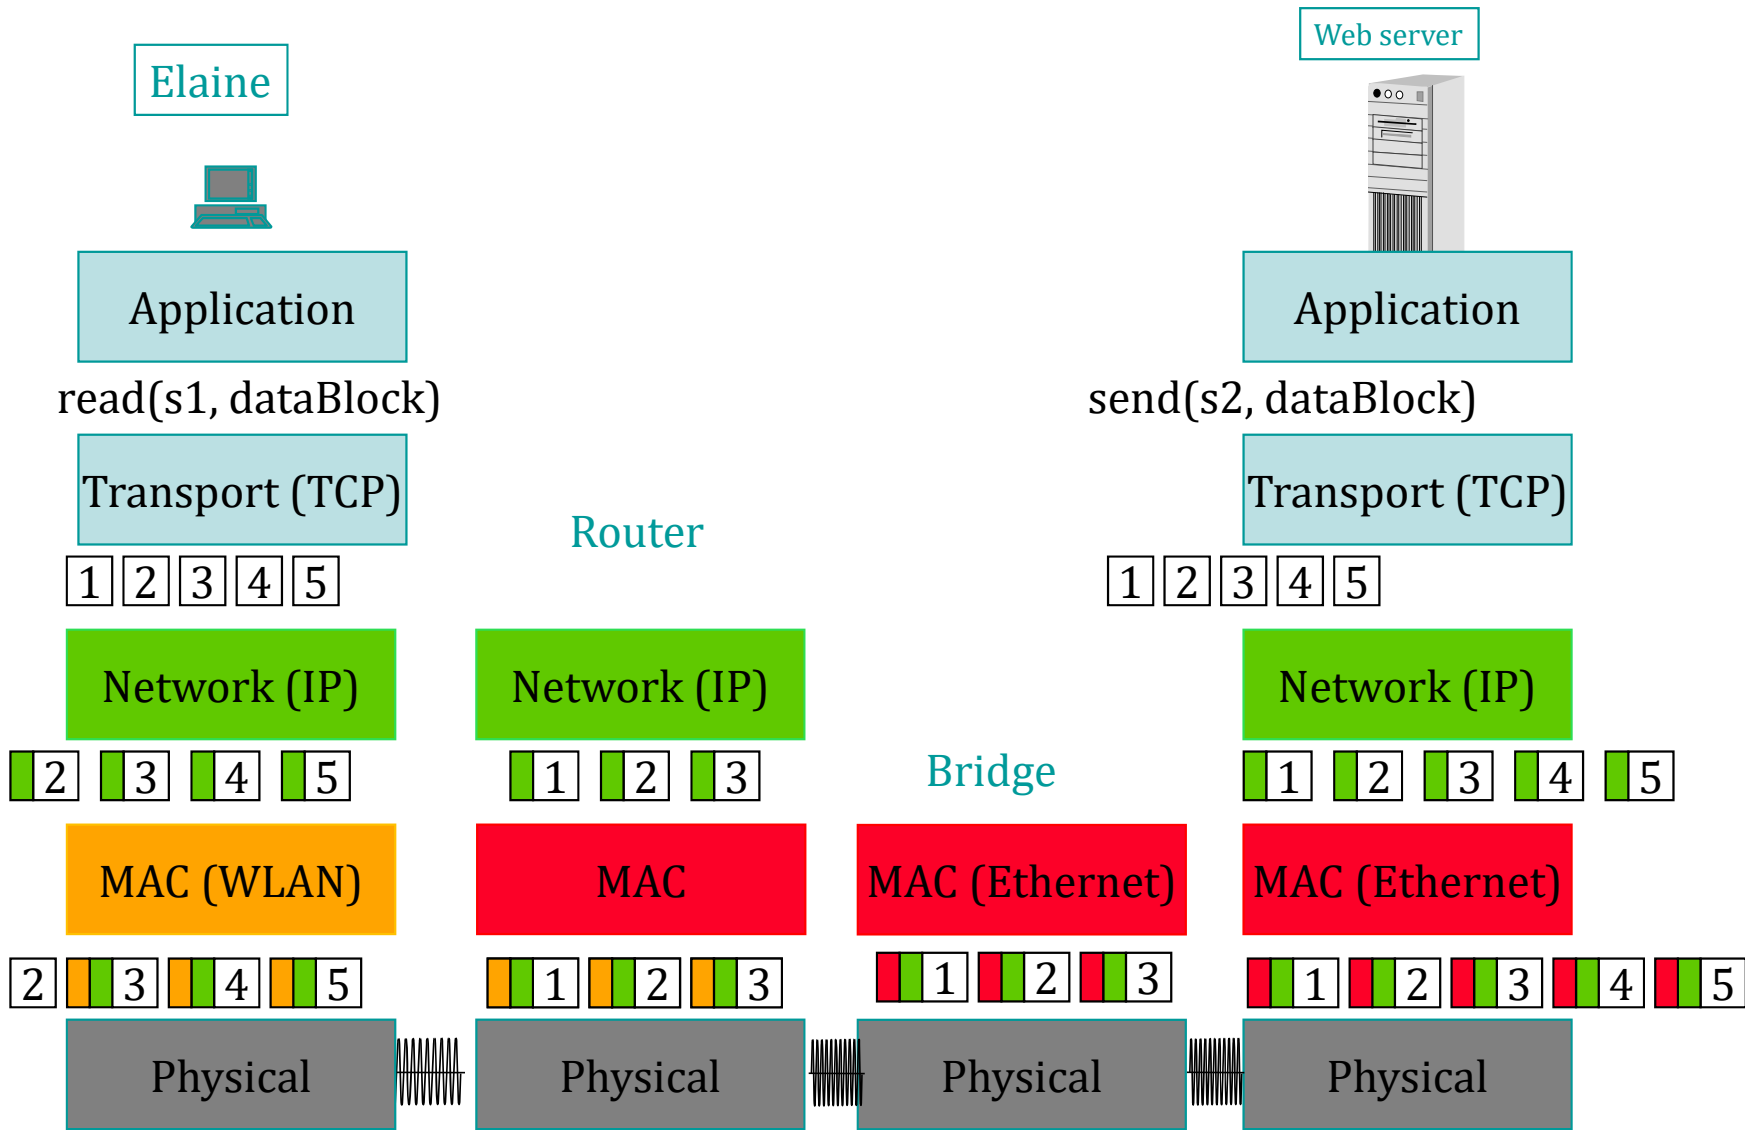 Web server
Elaine
Application
Application
read(s1, dataBlock)
send(s2, dataBlock)
Transport (TCP)
Transport (TCP)
Router
1 2 3 4 5
1 2 3 4 5
Network (IP)
Network (IP)
Network (IP)
Bridge
2 3 4 5
1 2 3
1 2 3 4 5
MAC (WLAN)
MAC
MAC (Ethernet)
MAC (Ethernet)
2 3 4 5
1 2 3
1 2 3
1 2 3 4 5
Physical
Physical
Physical
Physical